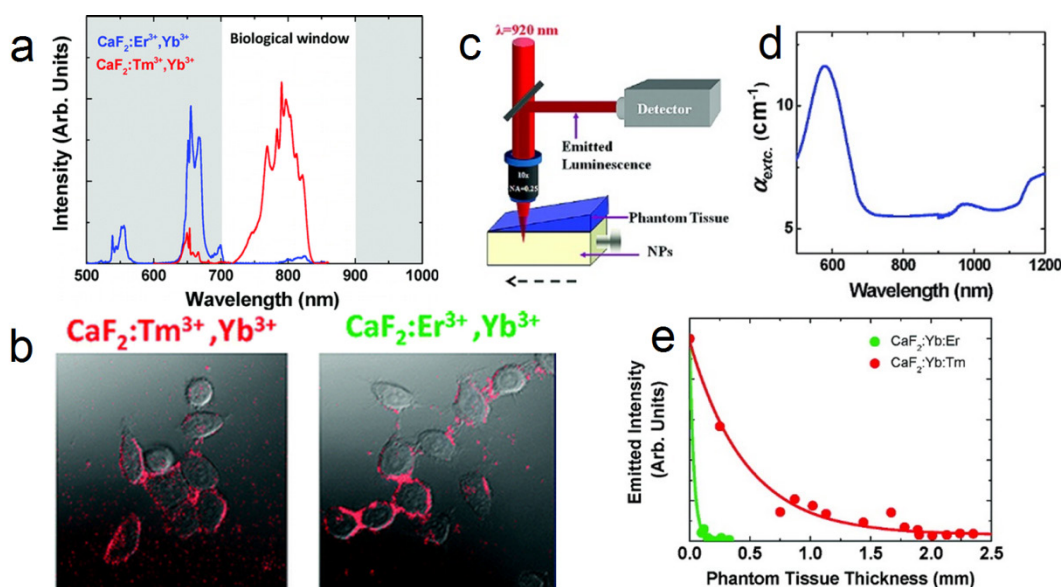 a
CaF₂:Er³⁺,Yb³⁺
CaF₂:Tm³⁺,Yb³⁺
Biological window
Intensity (Arb. Units)
500 600 700 800 900 1000
Wavelength (nm)
b
CaF₂:Tm³⁺,Yb³⁺
CaF₂:Er³⁺,Yb³⁺
c
λ=920 nm
Detector
Emitted
Luminescence
10x
NA=0.25
Phantom Tissue
NPs
d
αextc. (cm⁻¹)
10
5
600 800 1000 1200
Wavelength (nm)
e
CaF₂:Yb:Er
CaF₂:Yb:Tm
Emitted Intensity
(Arb. Units)
0.0 0.5 1.0 1.5 2.0 2.5
Phantom Tissue Thickness (mm)